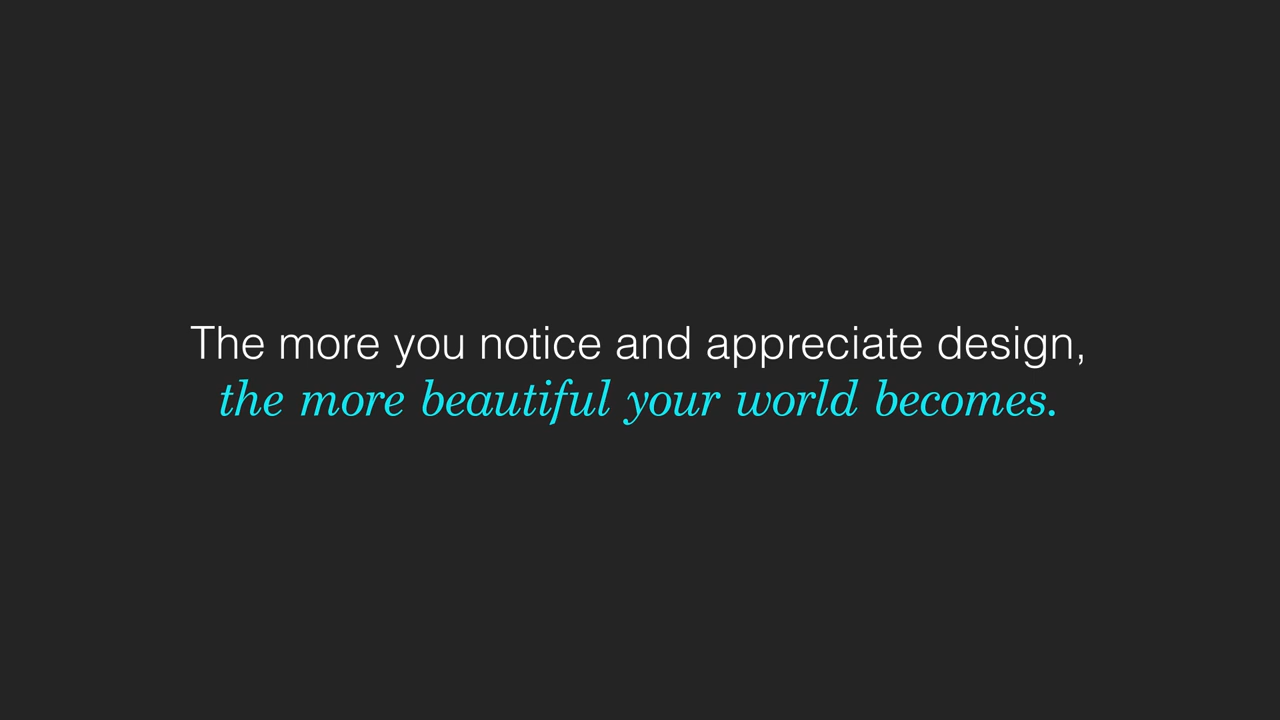 The more you notice and appreciate design,
the more beautiful your world becomes.